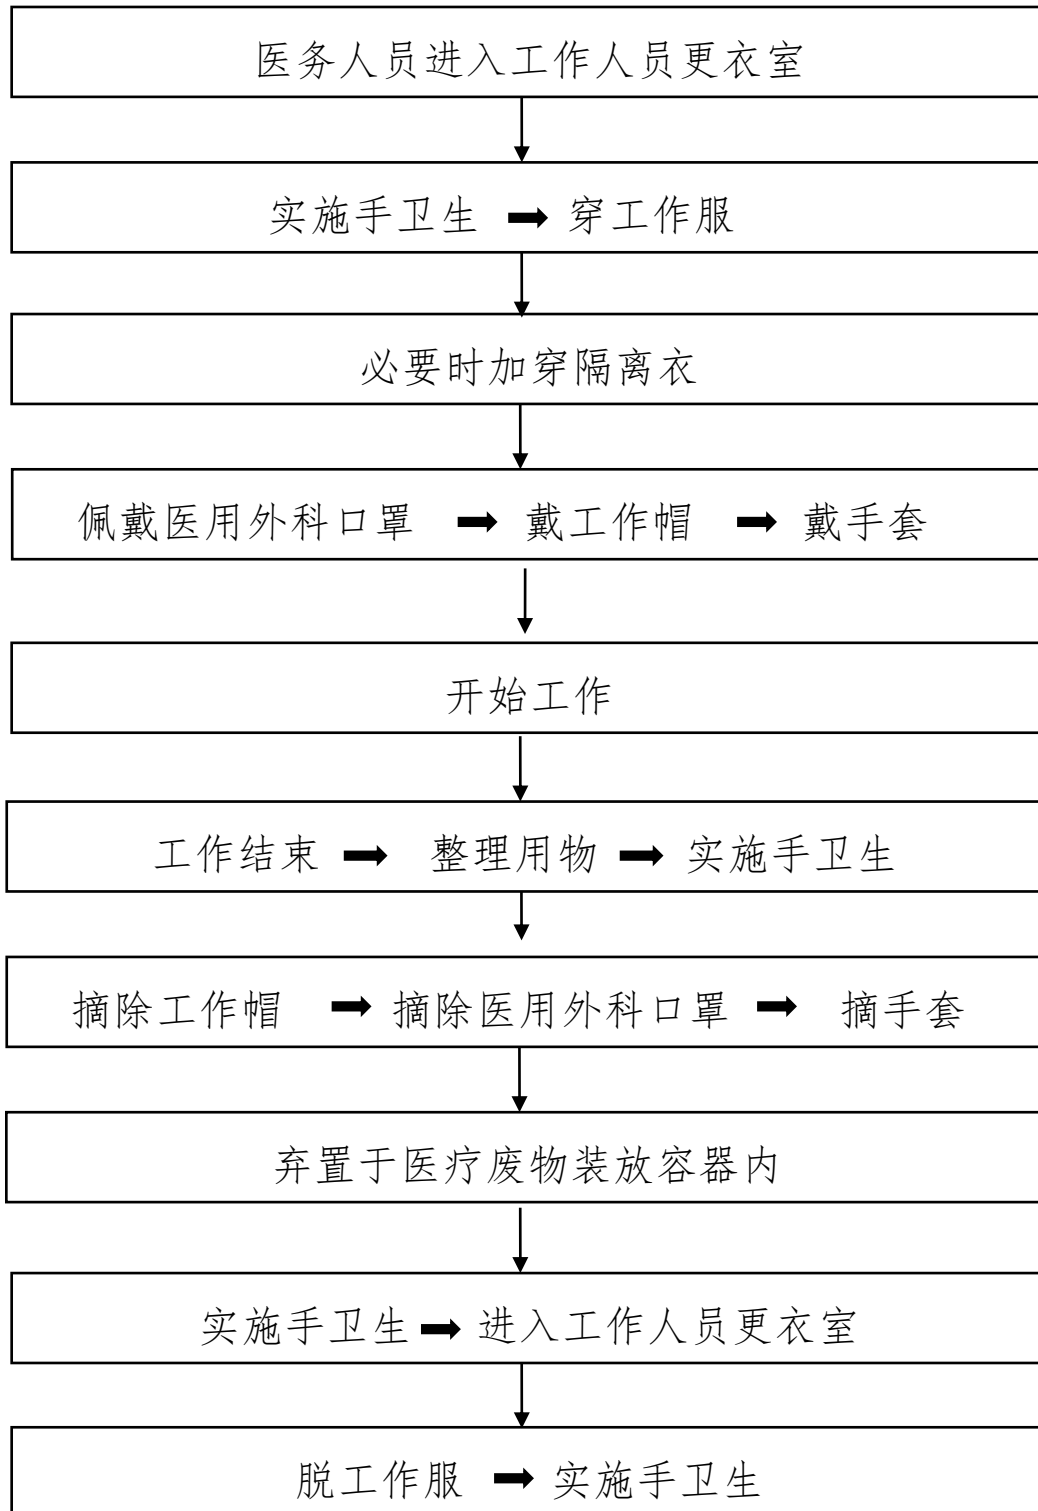 医务人员进入工作人员更衣室
实施手卫生 ➡ 穿工作服
必要时加穿隔离衣
佩戴医用外科口罩 ➡ 戴工作帽 ➡ 戴手套
开始工作
工作结束 ➡ 整理用物 ➡ 实施手卫生
摘除工作帽 ➡ 摘除医用外科口罩 ➡ 摘手套
弃置于医疗废物装放容器内
实施手卫生 ➡ 进入工作人员更衣室
脱工作服 ➡ 实施手卫生